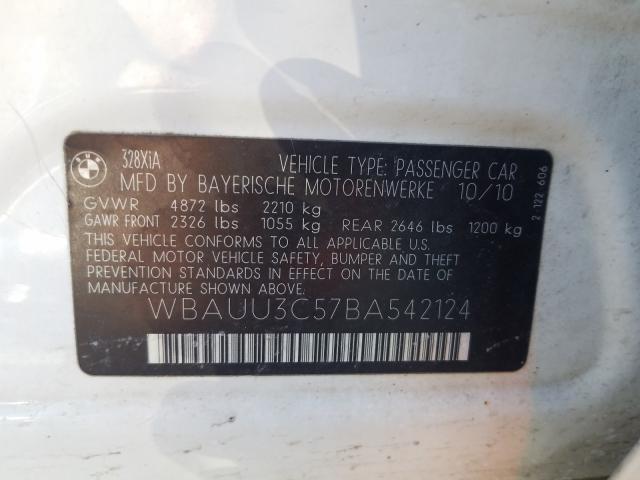 BMW
328XiA
VEHICLE TYPE: PASSENGER CAR
MFD BY BAYERISCHE MOTORENWERKE 10/10
GVWR 4872 lbs 2210 kg
GAWR FRONT 2326 lbs 1055 kg REAR 2646 lbs 1200 kg
THIS VEHICLE CONFORMS TO ALL APPLICABLE U.S.
FEDERAL MOTOR VEHICLE SAFETY, BUMPER AND THEFT
PREVENTION STANDARDS IN EFFECT ON THE DATE OF
MANUFACTURE SHOWN ABOVE.
WBAUU3C57BA542124
2 122 606